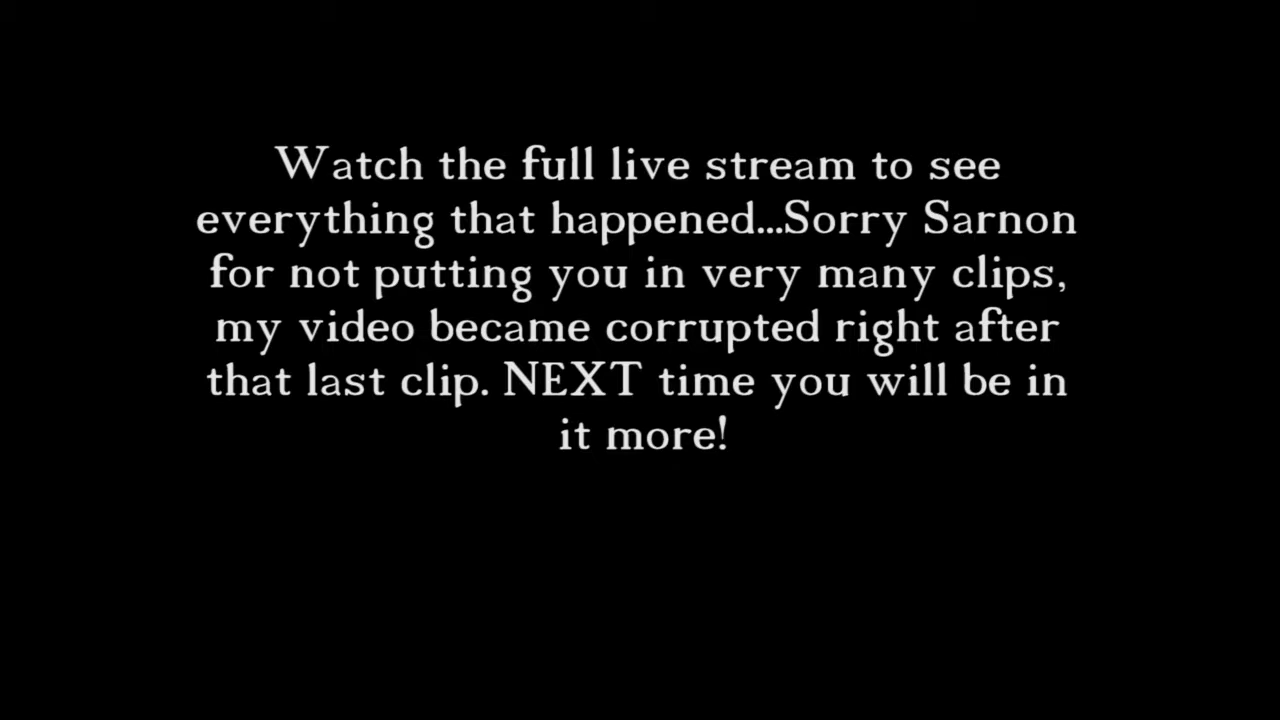 Watch the full live stream to see
everything that happened...Sorry Sarnon
for not putting you in very many clips,
my video became corrupted right after
that last clip. NEXT time you will be in
it more!